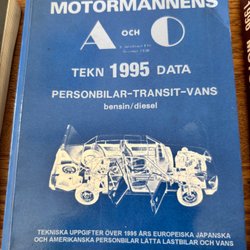 MOTORMÄNNENS
A OCH O
TEKN 1995 DATA
PERSONBILAR-TRANSIT-VANS
bensin/diesel
TEKNISKA UPPGIFTER ÖVER 1995 ÅRS EUROPEISKA JAPANSKA
OCH AMERIKANSKA PERSONBILAR LÄTTA LASTBILAR OCH VANS